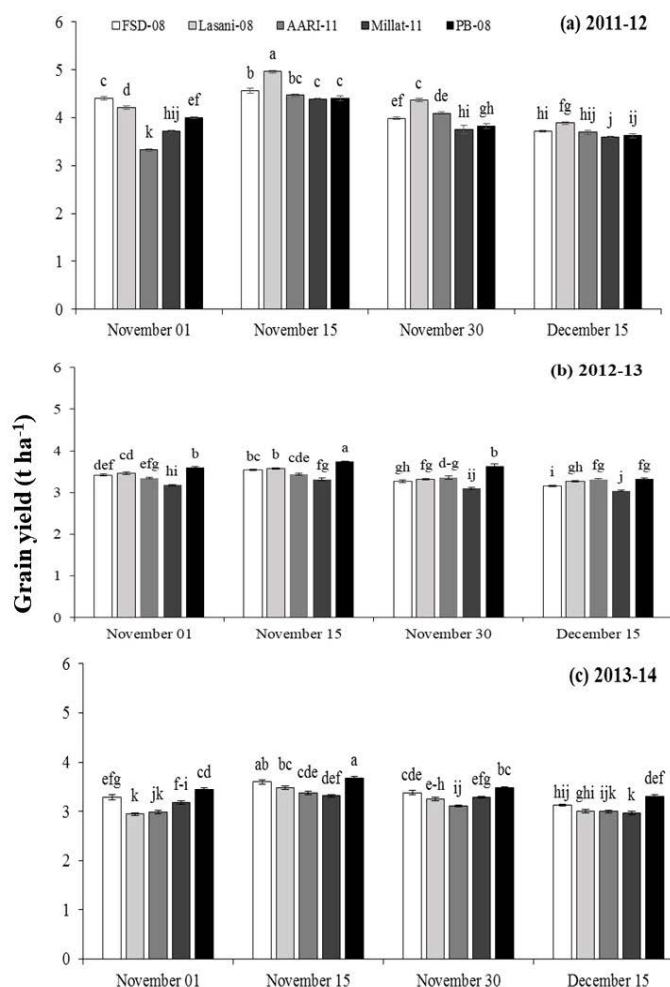 FSD-08 Lasani-08 AARI-11 Millat-11 PB-08
(a) 2011-12
6
5
4
3
2
1
0
c d k hij ef
b a bc c c
ef c de hi gh
hi fg hij j ij
November 01 November 15 November 30 December 15
(b) 2012-13
6
5
4
3
2
1
0
def cd efg hi b
bc b cde fg a
gh fg d-g ij b
i gh fg j fg
November 01 November 15 November 30 December 15
Grain yield (t ha-1)
(c) 2013-14
6
5
4
3
2
1
0
efg k jk f-i cd
ab bc cde def a
cde e-h ij efg bc
hij ghi ijk k def
November 01 November 15 November 30 December 15